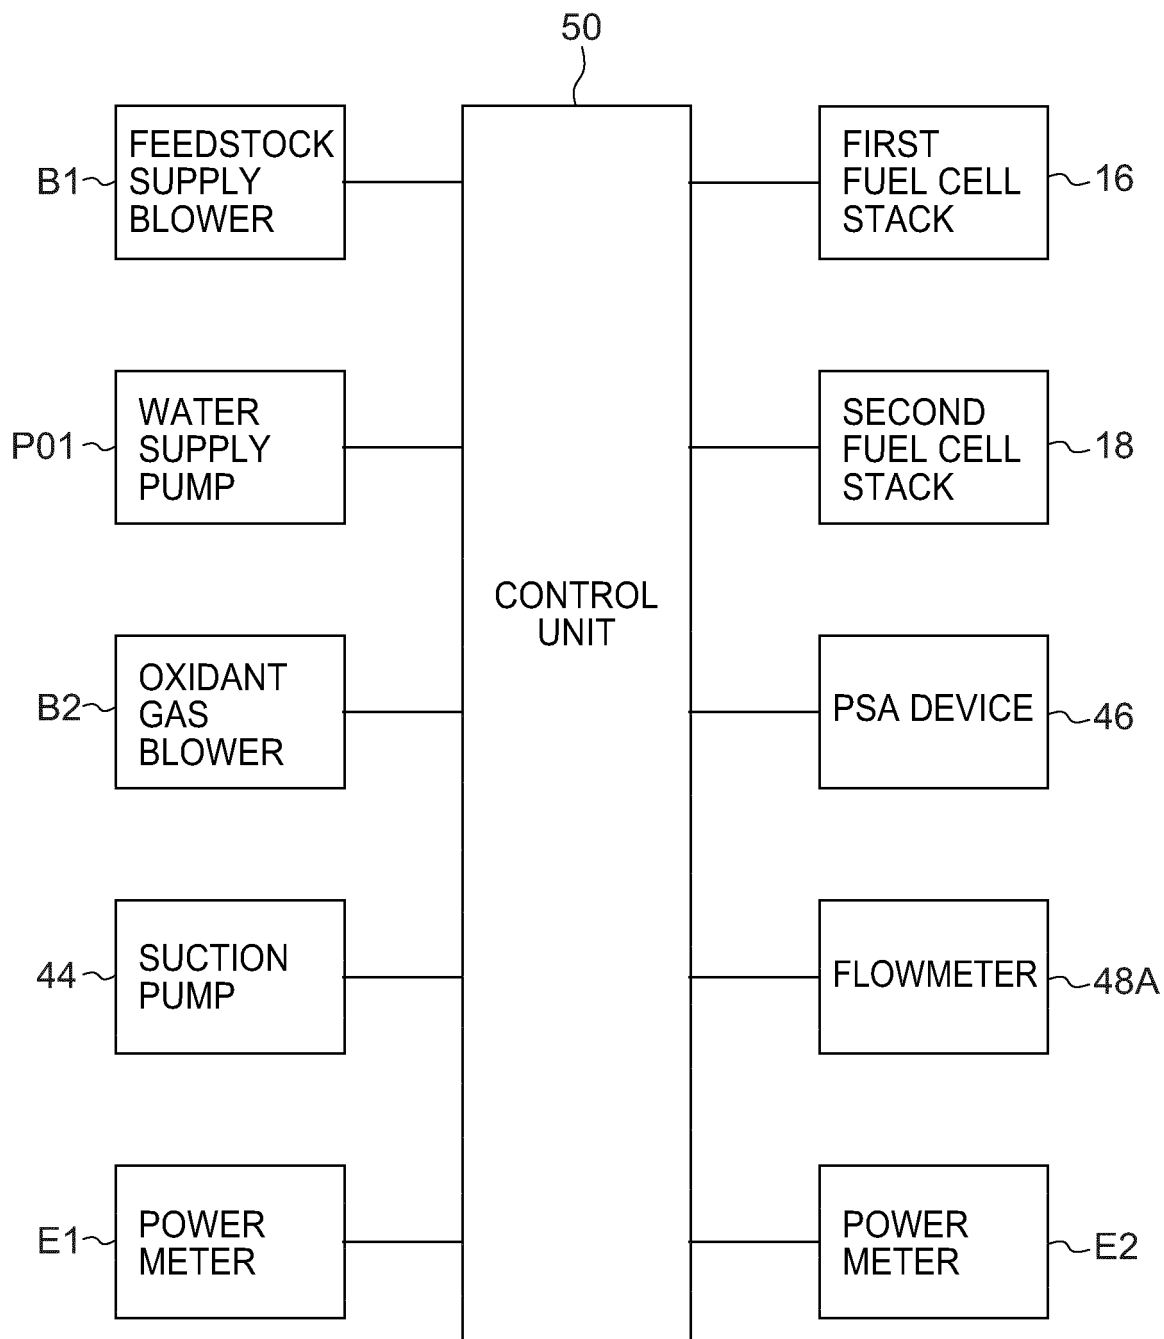 50
FEEDSTOCK
SUPPLY
BLOWER
B1
FIRST
FUEL CELL
STACK
16
WATER
SUPPLY
PUMP
P01
SECOND
FUEL CELL
STACK
18
CONTROL
UNIT
OXIDANT
GAS
BLOWER
B2
PSA DEVICE
46
SUCTION
PUMP
44
FLOWMETER
48A
POWER
METER
E1
POWER
METER
E2